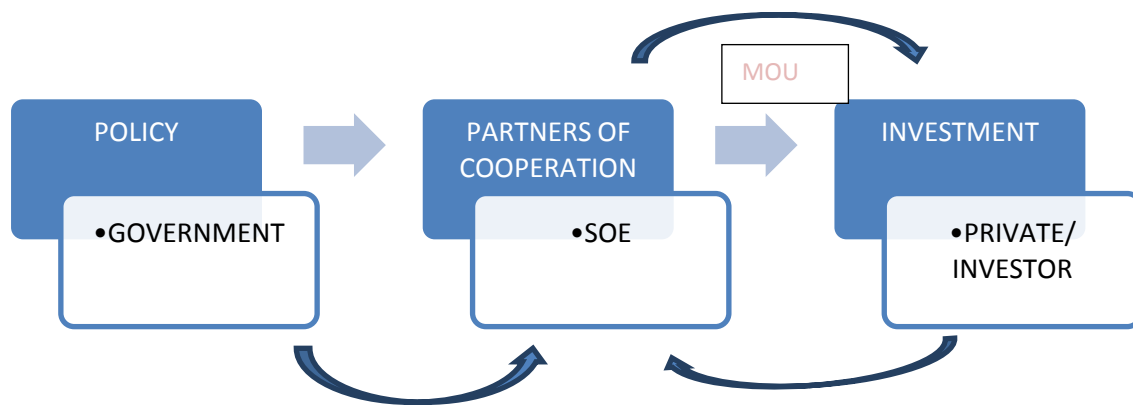 MOU
POLICY
PARTNERS OF
COOPERATION
INVESTMENT
•GOVERNMENT
•SOE
•PRIVATE/
INVESTOR